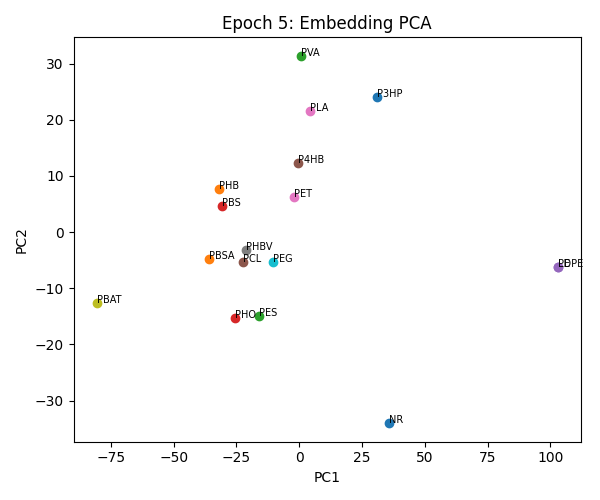 Epoch 5: Embedding PCA
PVA
P3HP
PLA
P4HB
PHB
PET
PBS
PHBV
PBSA
PCL
PEG
PBAT
PHO
PES
NR
30
20
10
0
−10
−20
−30
PC2
−75
−50
−25
0
25
50
75
100
PC1